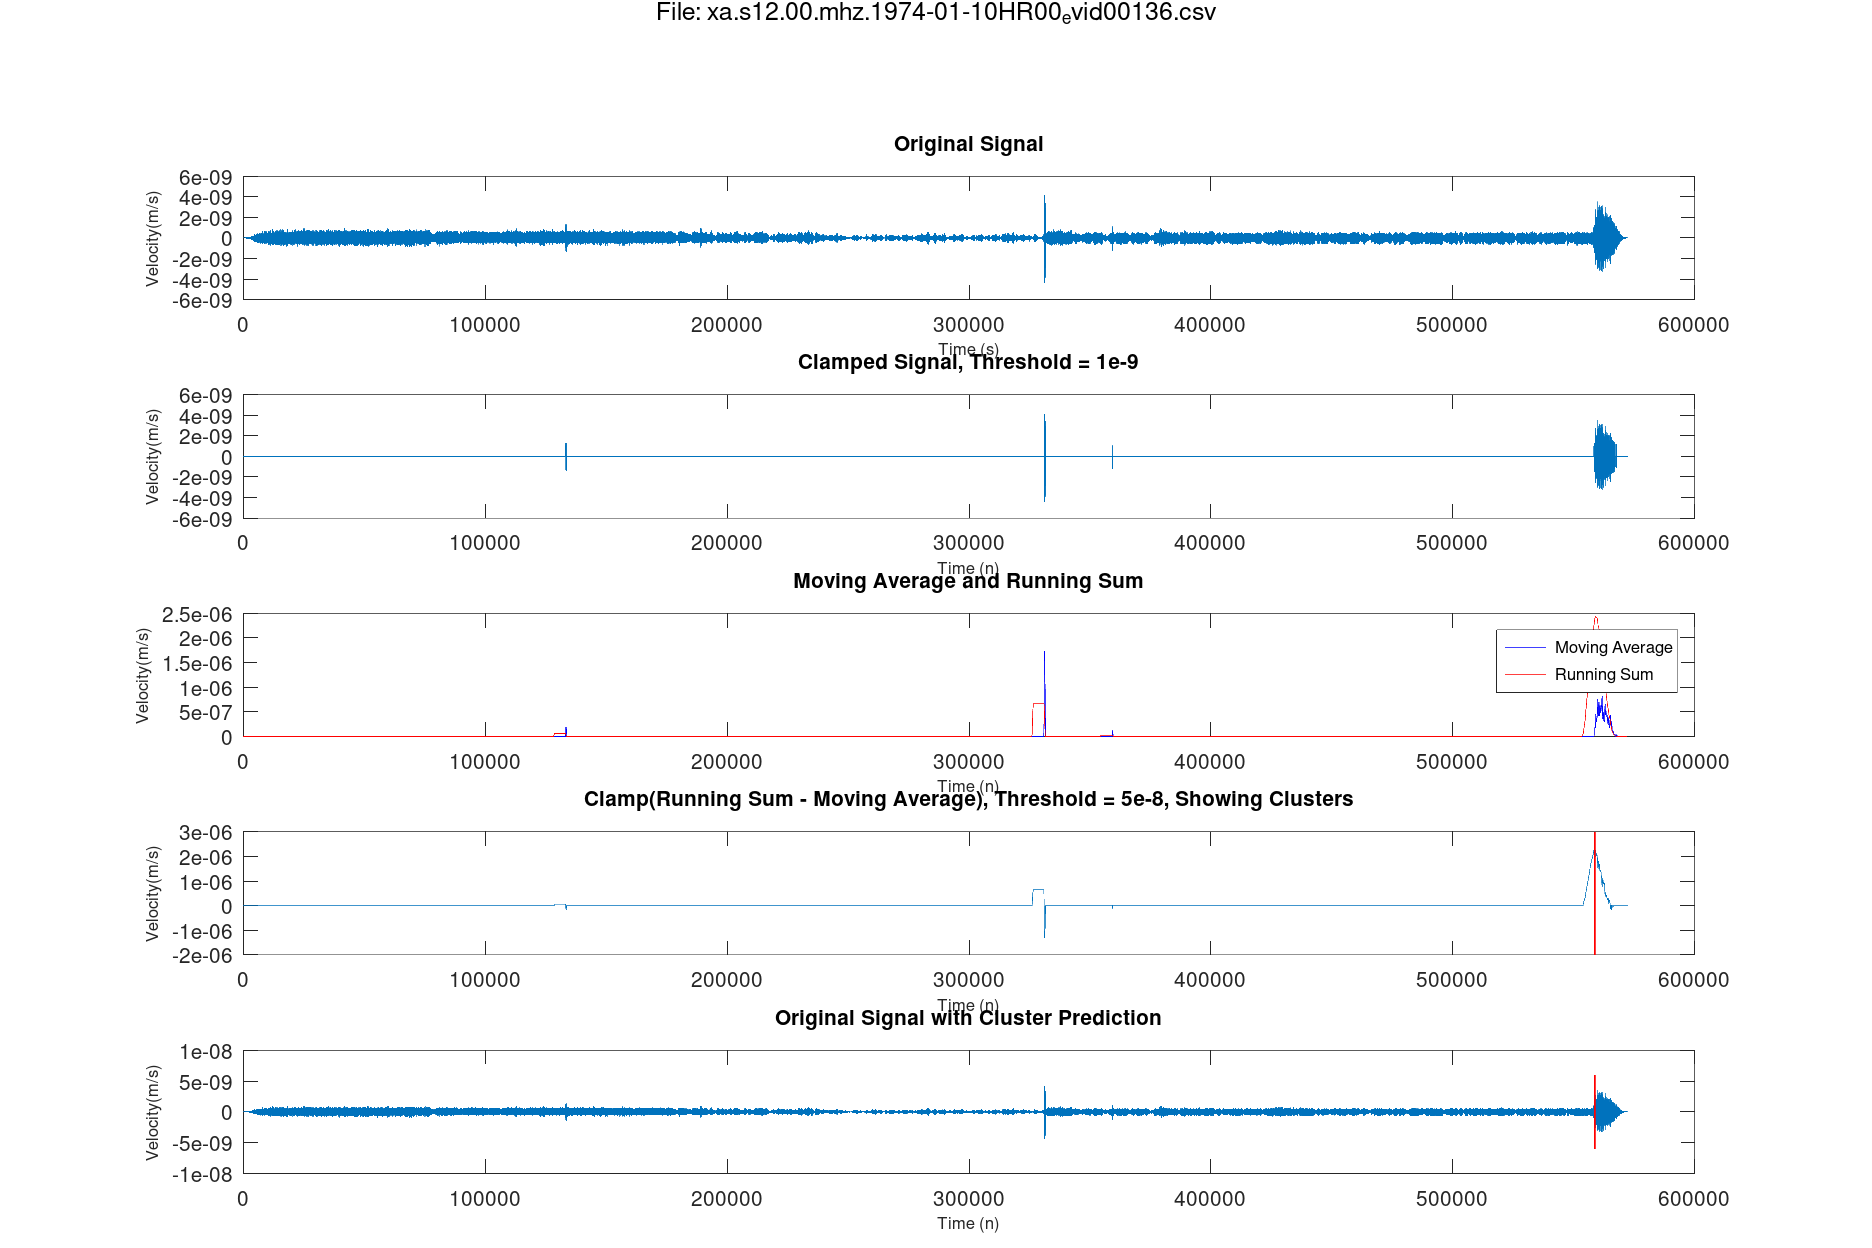 File: xa.s12.00.mhz.1974-01-10HR00evid00136.csv
Original Signal
Velocity(m/s)
6e-09
4e-09
2e-09
0
-2e-09
-4e-09
-6e-09
0 100000 200000 300000 400000 500000 600000
Time (s)
Clamped Signal, Threshold = 1e-9
Velocity(m/s)
6e-09
4e-09
2e-09
0
-2e-09
-4e-09
-6e-09
0 100000 200000 300000 400000 500000 600000
Time (n)
Moving Average and Running Sum
Velocity(m/s)
2.5e-06
2e-06
1.5e-06
1e-06
5e-07
0
Moving Average
Running Sum
0 100000 200000 300000 400000 500000 600000
Time (n)
Clamp(Running Sum - Moving Average), Threshold = 5e-8, Showing Clusters
Velocity(m/s)
3e-06
2e-06
1e-06
0
-1e-06
-2e-06
0 100000 200000 300000 400000 500000 600000
Time (n)
Original Signal with Cluster Prediction
Velocity(m/s)
1e-08
5e-09
0
-5e-09
-1e-08
0 100000 200000 300000 400000 500000 600000
Time (n)